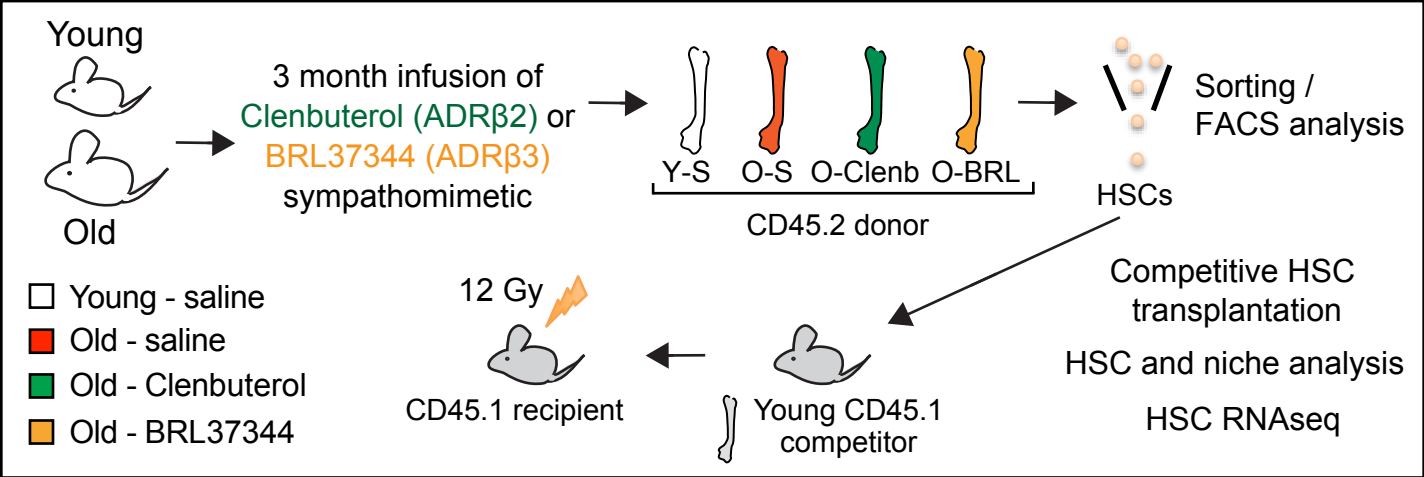 Young
Old
3 month infusion of
Clenbuterol (ADRβ2) or
BRL37344 (ADRβ3)
sympathomimetic
Y-S O-S O-Clenb O-BRL
CD45.2 donor
HSCs
Sorting /
FACS analysis
Young - saline
Old - saline
Old - Clenbuterol
Old - BRL37344
12 Gy
CD45.1 recipient
Young CD45.1
competitor
Competitive HSC
transplantation
HSC and niche analysis
HSC RNAseq